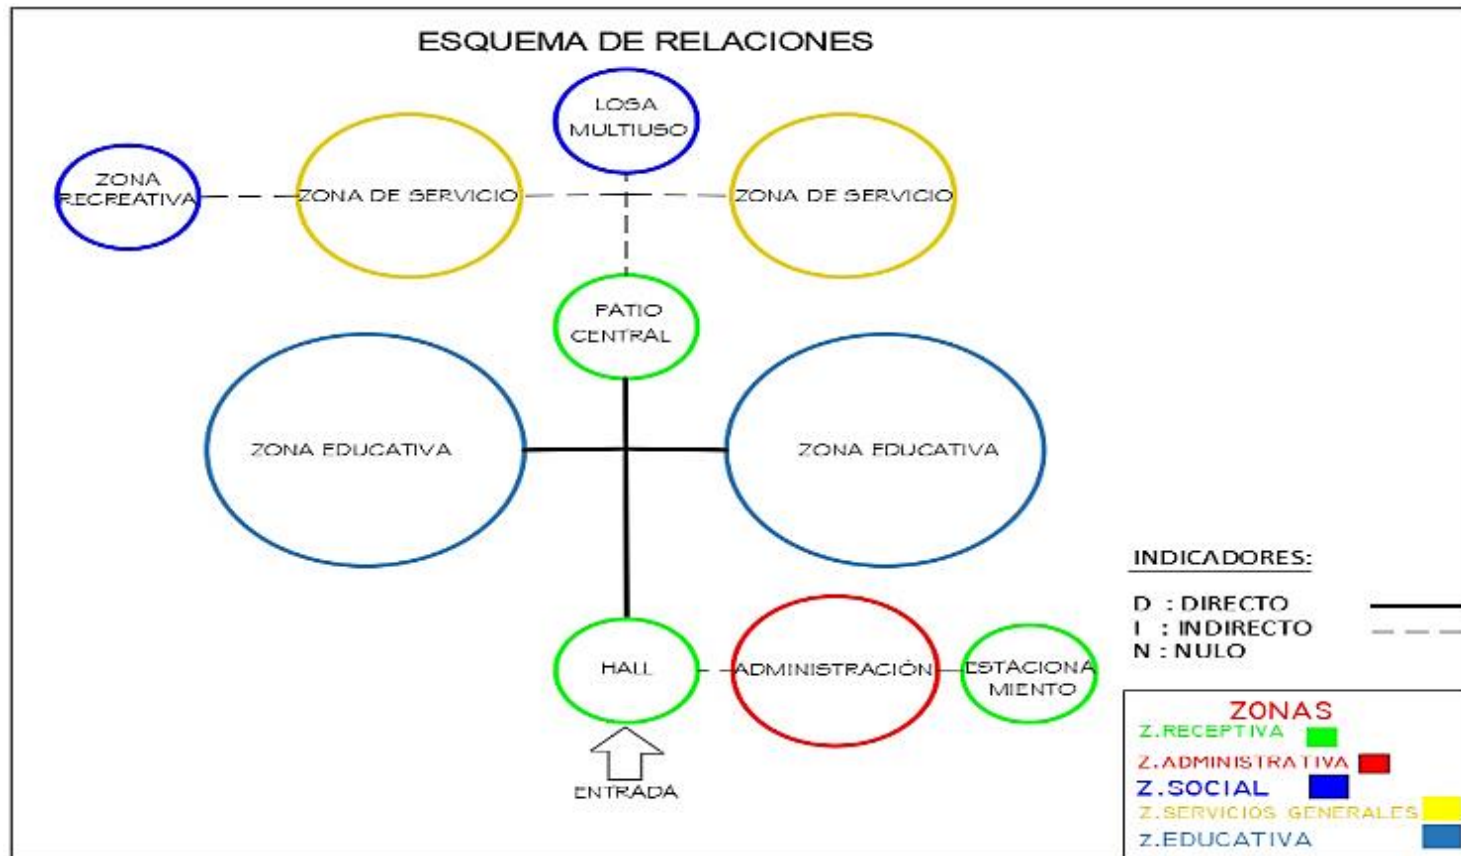 ESQUEMA DE RELACIONES
LOSA
MULTIUSO
ZONA
RECREATIVA
ZONA DE SERVICIO
ZONA DE SERVICIO
PATIO
CENTRAL
ZONA EDUCATIVA
ZONA EDUCATIVA
HALL
ADMINISTRACIÓN
ESTACIONA
MIENTO
ENTRADA
INDICADORES:
D : DIRECTO
I : INDIRECTO
N : NULO
ZONAS
Z.RECEPTIVA
Z.ADMINISTRATIVA
Z.SOCIAL
Z.SERVICIOS GENERALES
Z.EDUCATIVA